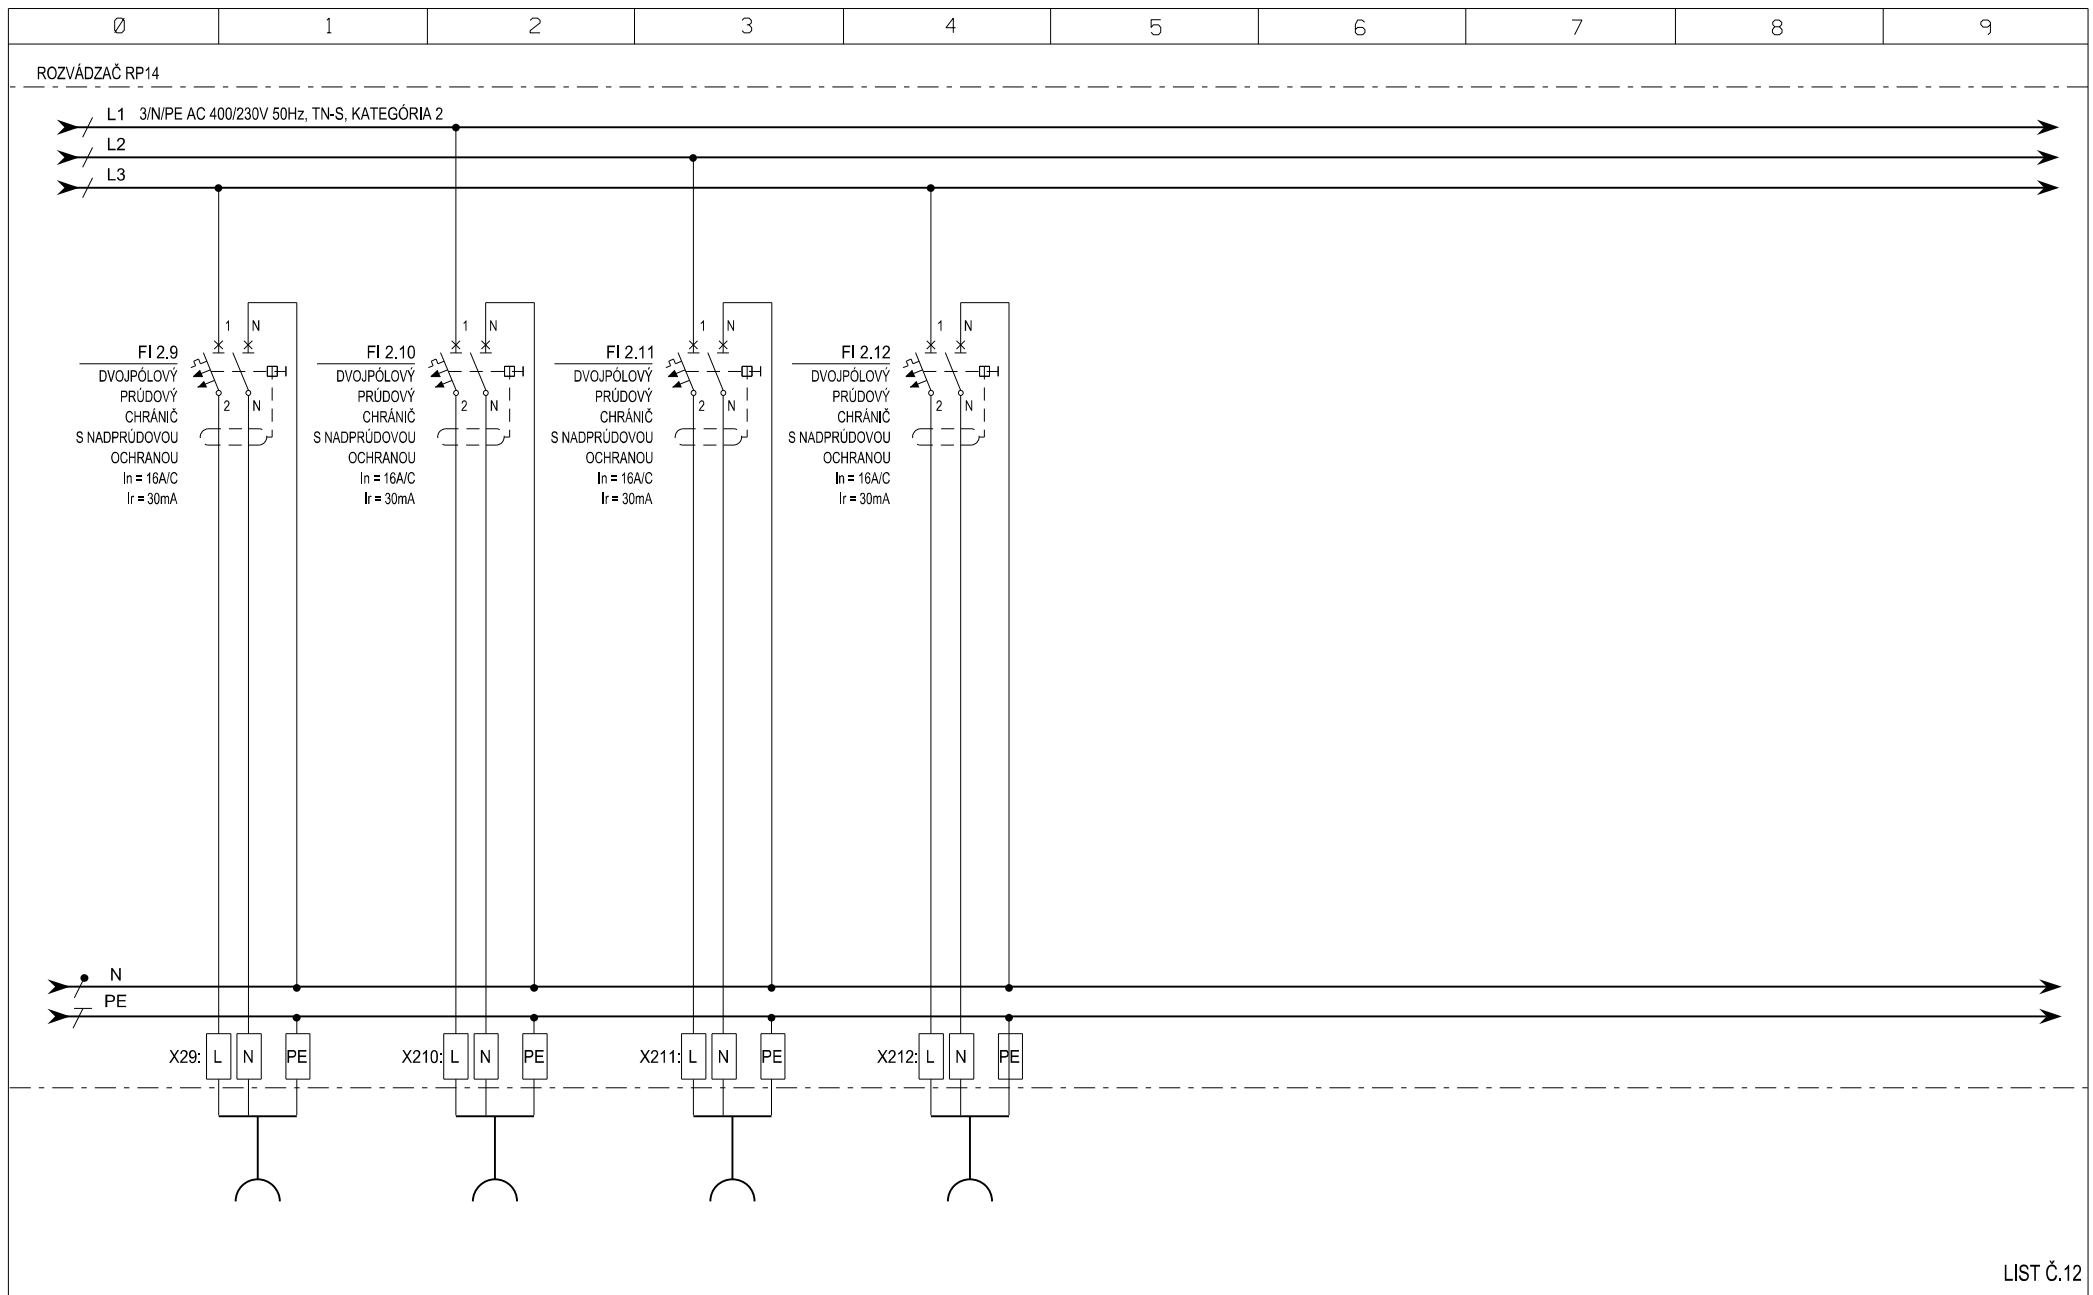 0 1 2 3 4 5 6 7 8 9
ROZVÁDZAČ RP14
L1 3/N/PE AC 400/230V 50Hz, TN-S, KATEGÓRIA 2
L2
L3
1 N
FI 2.9
DVOJPÓLOVÝ
PRÚDOVÝ
CHRÁNIČ
S NADPRÚDOVOU
OCHRANOU
In = 16A/C
Ir = 30mA
2 N
1 N
FI 2.10
DVOJPÓLOVÝ
PRÚDOVÝ
CHRÁNIČ
S NADPRÚDOVOU
OCHRANOU
In = 16A/C
Ir = 30mA
2 N
1 N
FI 2.11
DVOJPÓLOVÝ
PRÚDOVÝ
CHRÁNIČ
S NADPRÚDOVOU
OCHRANOU
In = 16A/C
Ir = 30mA
2 N
1 N
FI 2.12
DVOJPÓLOVÝ
PRÚDOVÝ
CHRÁNIČ
S NADPRÚDOVOU
OCHRANOU
In = 16A/C
Ir = 30mA
2 N
N
PE
X29: L N PE
X210: L N PE
X211: L N PE
X212: L N PE
LIST Č.12